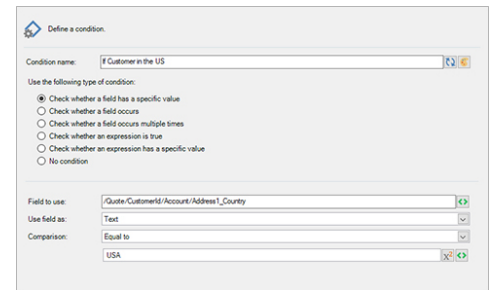 Define a condition.
Condition name: If Customer in the US
Use the following type of condition:
Check whether a field has a specific value
Check whether a field occurs
Check whether a field occurs multiple times
Check whether an expression is true
Check whether an expression has a specific value
No condition
Field to use: /Quote/CustomerId/Account/Address1_Country
Use field as: Text
Comparison: Equal to
USA x²